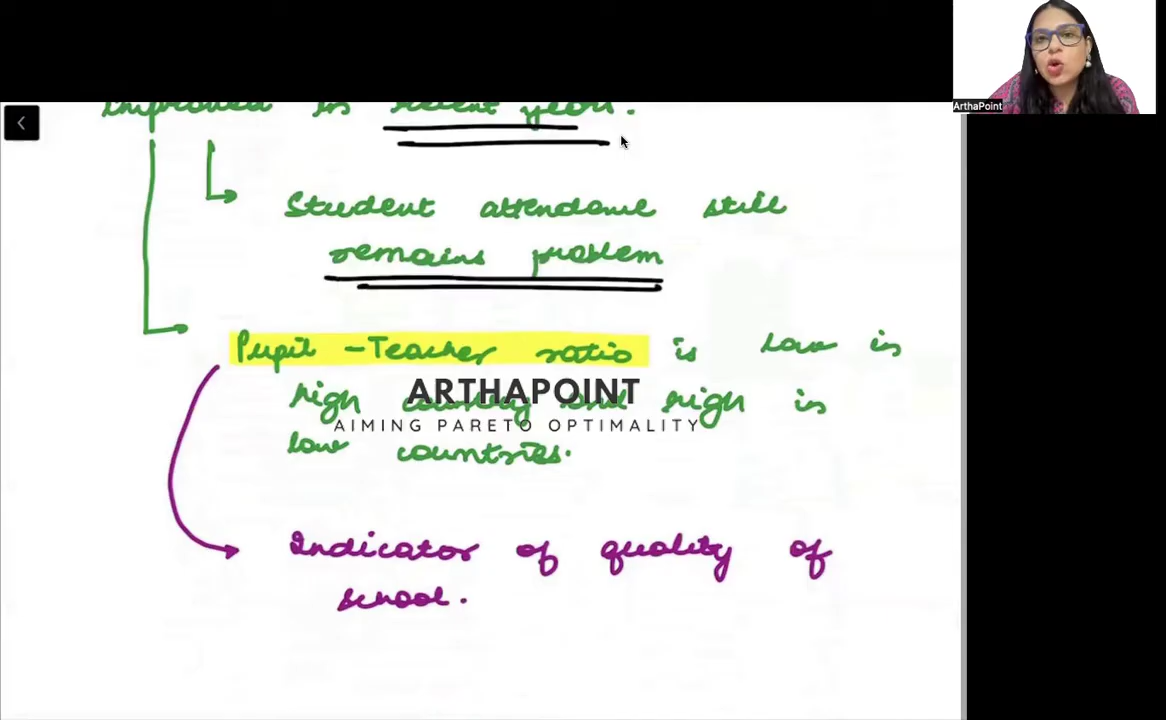 ArthaPoint
improved in recent years.
Student attendance still
remains problem
Pupil - Teacher ratio is low in
high country and high in
ARTHAPOINT
AIMING PARETO OPTIMALITY
low countries.
Indicator of quality of
school.